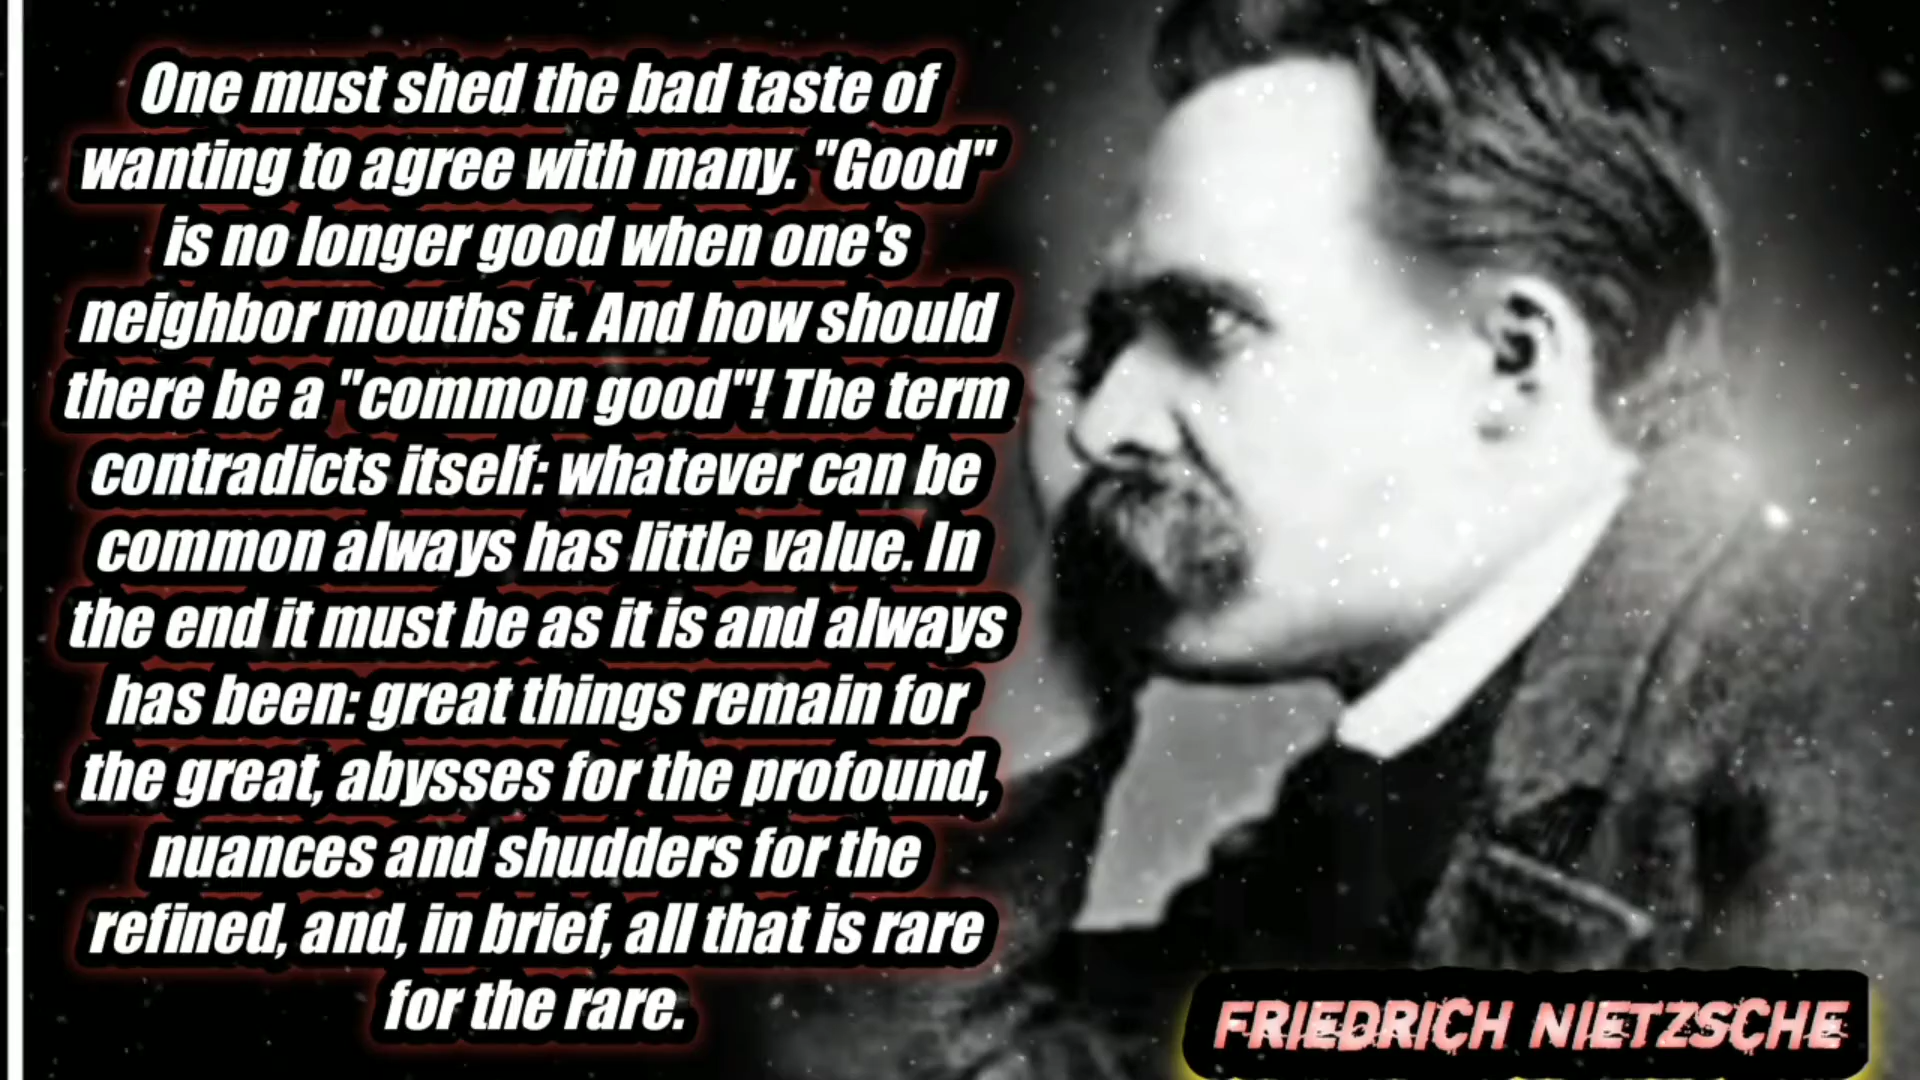 One must shed the bad taste of
wanting to agree with many. "Good"
is no longer good when one's
neighbor mouths it. And how should
there be a "common good"! The term
contradicts itself: whatever can be
common always has little value. In
the end it must be as it is and always
has been: great things remain for
the great, abysses for the profound,
nuances and shudders for the
refined, and, in brief, all that is rare
for the rare.
FRIEDRICH NIETZSCHE